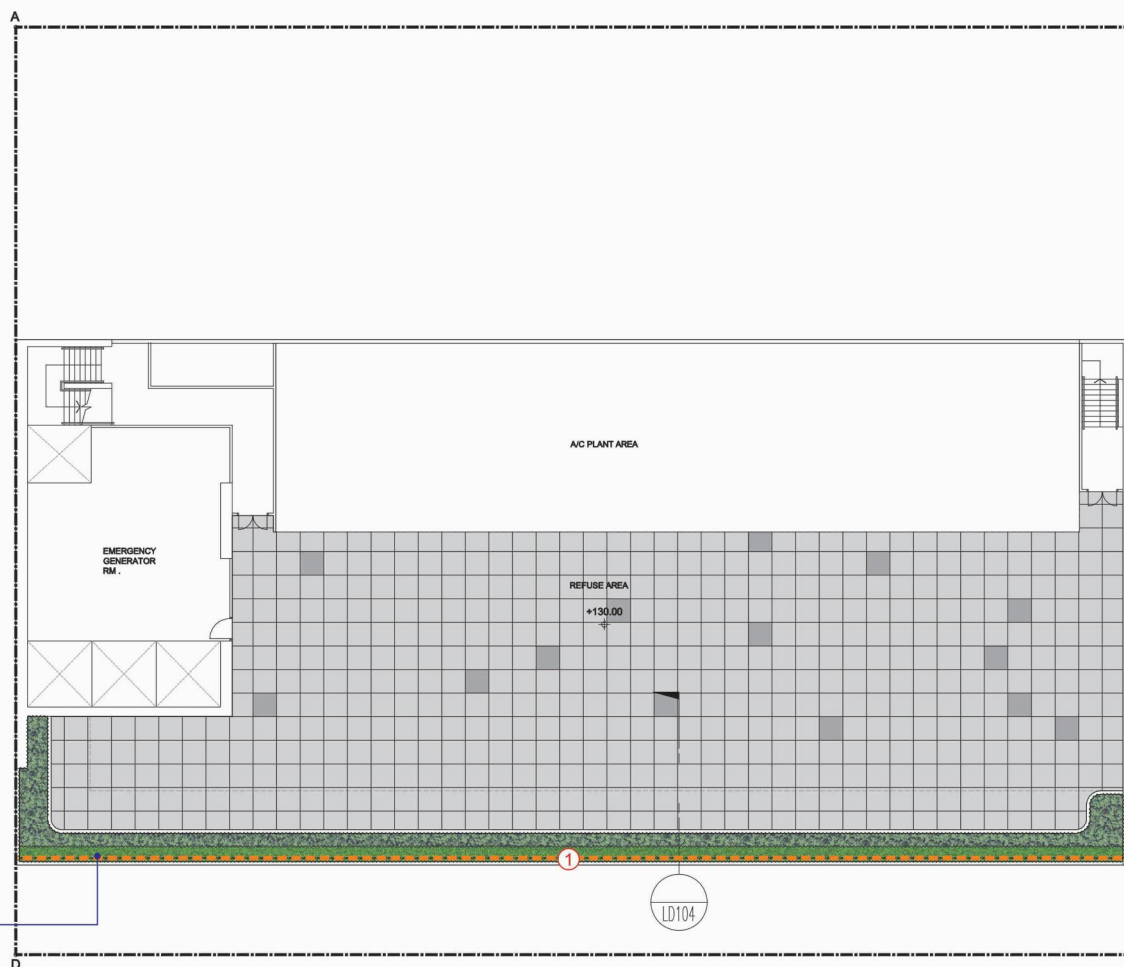 A
A/C PLANT AREA
EMERGENCY
GENERATOR
RM .
REFUSE AREA
+130.00
1
LD104
D